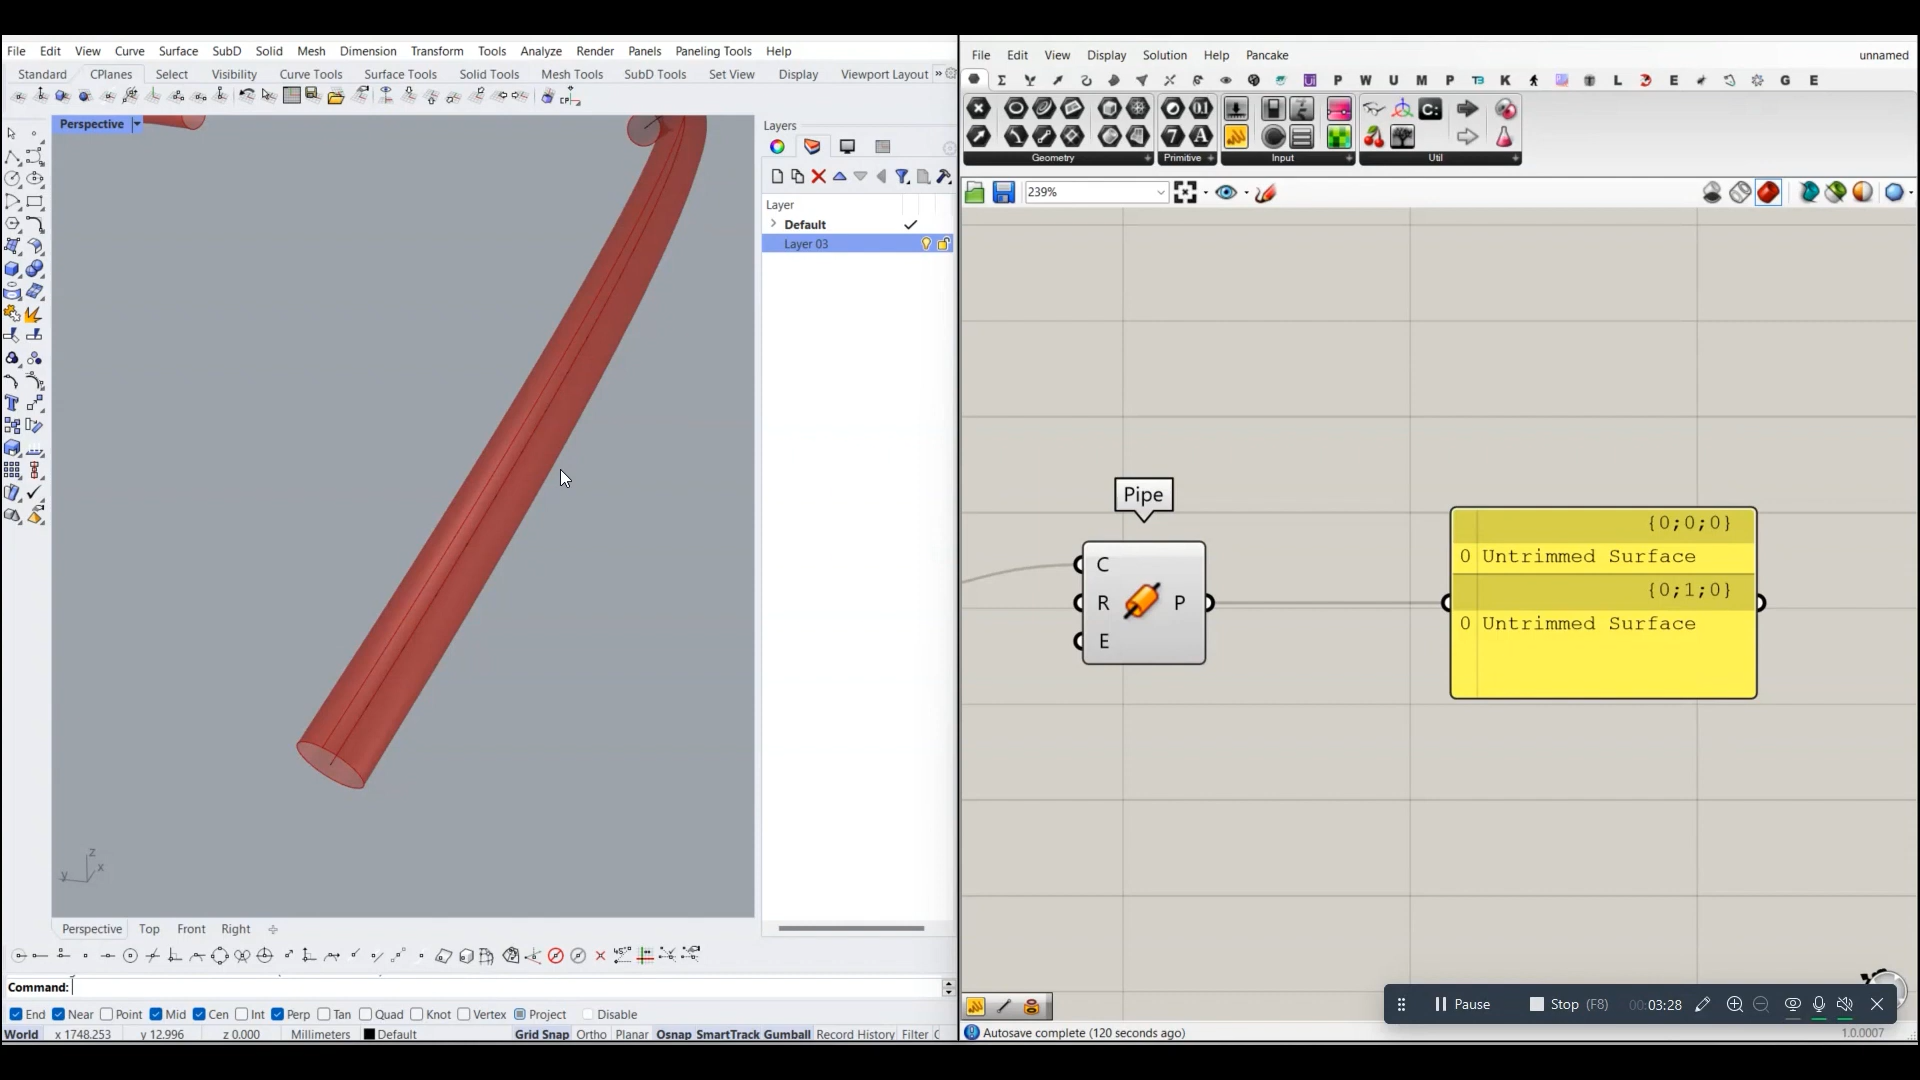 File Edit View Curve Surface SubD Solid Mesh Dimension Transform Tools Analyze Render Panels Paneling Tools Help
Standard CPlanes Select Visibility Curve Tools Surface Tools Solid Tools Mesh Tools SubD Tools Set View Display Viewport Layout »
Perspective
Layers
Layer
Default
Layer 03
z
y x
Perspective Top Front Right
Command:
End Near Point Mid Cen Int Perp Tan Quad Knot Vertex Project Disable
World x 1748.253 y 12.996 z 0.000 Millimeters Default Grid Snap Ortho Planar Osnap SmartTrack Gumball Record History Filter
File Edit View Display Solution Help Pancake unnamed
P W U M P TB K L E G E
Geometry Primitive Input Util
239%
Pipe
C
R P
E
{0;0;0}
0 Untrimmed Surface
{0;1;0}
0 Untrimmed Surface
Pause Stop (F8) 00:03:28
Autosave complete (120 seconds ago) 1.0.0007